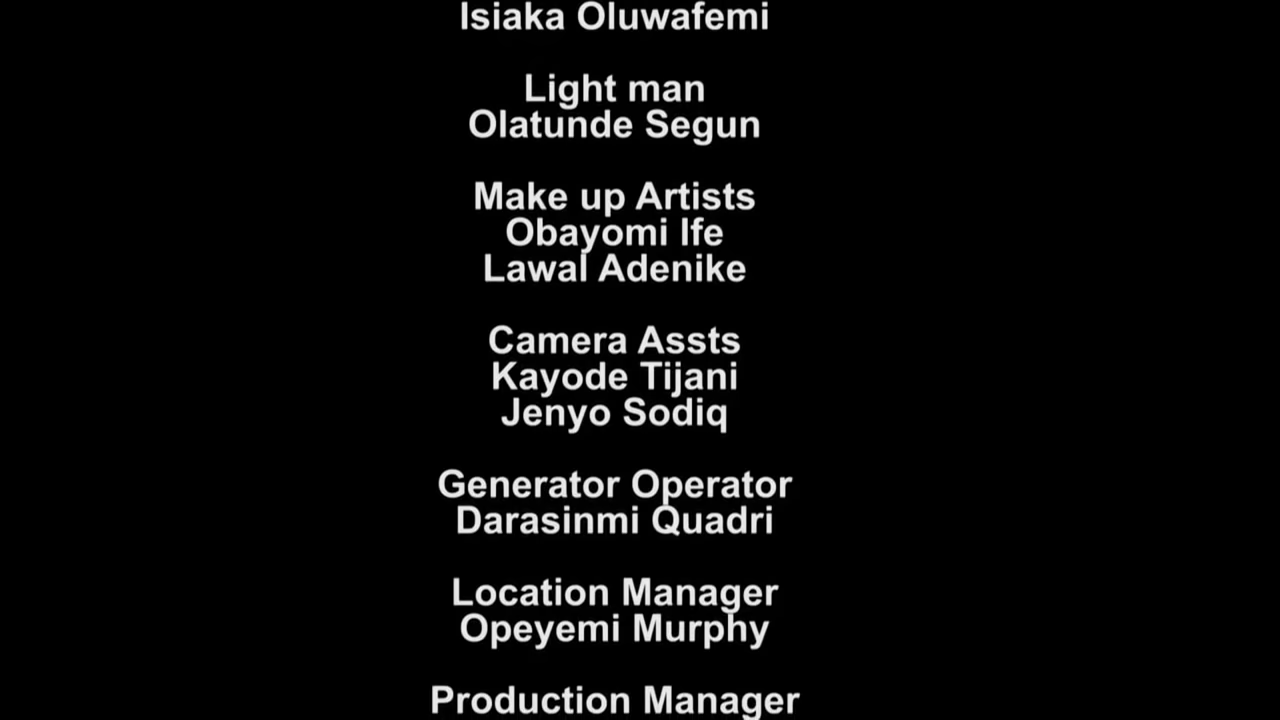 Isiaka Oluwafemi
Light man
Olatunde Segun
Make up Artists
Obayomi Ife
Lawal Adenike
Camera Assts
Kayode Tijani
Jenyo Sodiq
Generator Operator
Darasinmi Quadri
Location Manager
Opeyemi Murphy
Production Manager